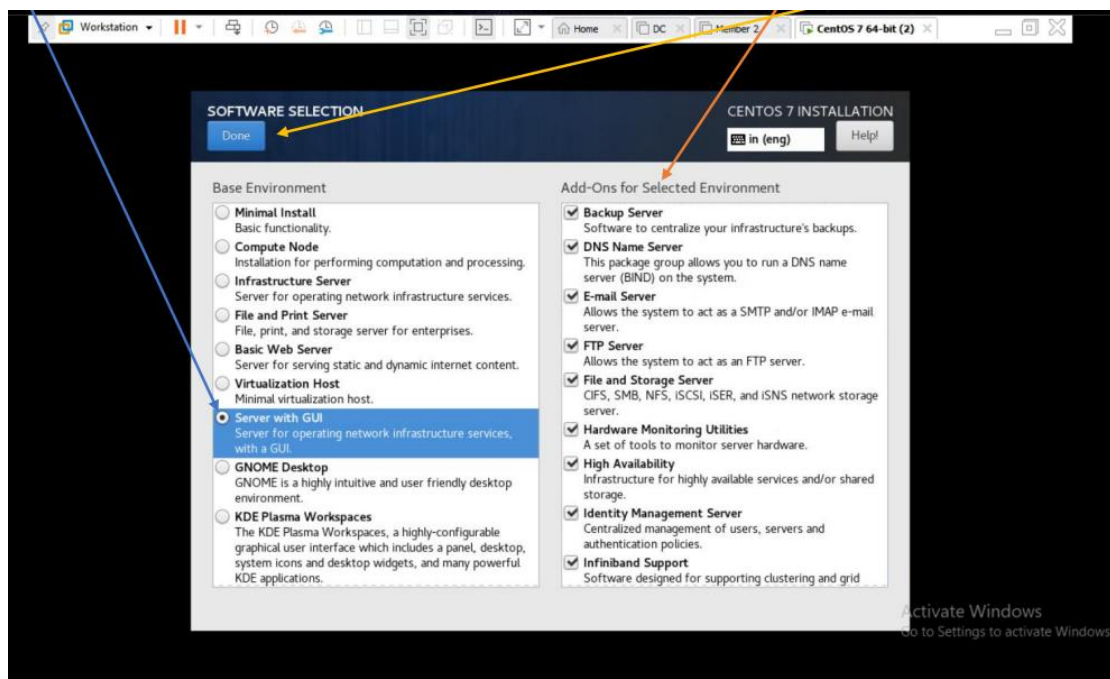 Workstation
Home
DC
Member 2
CentOS 7 64-bit (2)
SOFTWARE SELECTION
CENTOS 7 INSTALLATION
Done
in (eng)
Help!
Base Environment
Minimal Install
Basic functionality.
Compute Node
Installation for performing computation and processing.
Infrastructure Server
Server for operating network infrastructure services.
File and Print Server
File, print, and storage server for enterprises.
Basic Web Server
Server for serving static and dynamic internet content.
Virtualization Host
Minimal virtualization host.
Server with GUI
Server for operating network infrastructure services,
with a GUI.
GNOME Desktop
GNOME is a highly intuitive and user friendly desktop
environment.
KDE Plasma Workspaces
The KDE Plasma Workspaces, a highly-configurable
graphical user interface which includes a panel, desktop,
system icons and desktop widgets, and many powerful
KDE applications.
Add-Ons for Selected Environment
Backup Server
Software to centralize your infrastructure's backups.
DNS Name Server
This package group allows you to run a DNS name
server (BIND) on the system.
E-mail Server
Allows the system to act as a SMTP and/or IMAP e-mail
server.
FTP Server
Allows the system to act as an FTP server.
File and Storage Server
CIFS, SMB, NFS, iSCSI, iSER, and iSNS network storage
server.
Hardware Monitoring Utilities
A set of tools to monitor server hardware.
High Availability
Infrastructure for highly available services and/or shared
storage.
Identity Management Server
Centralized management of users, servers and
authentication policies.
Infiniband Support
Software designed for supporting clustering and grid
Activate Windows
Go to Settings to activate Windows